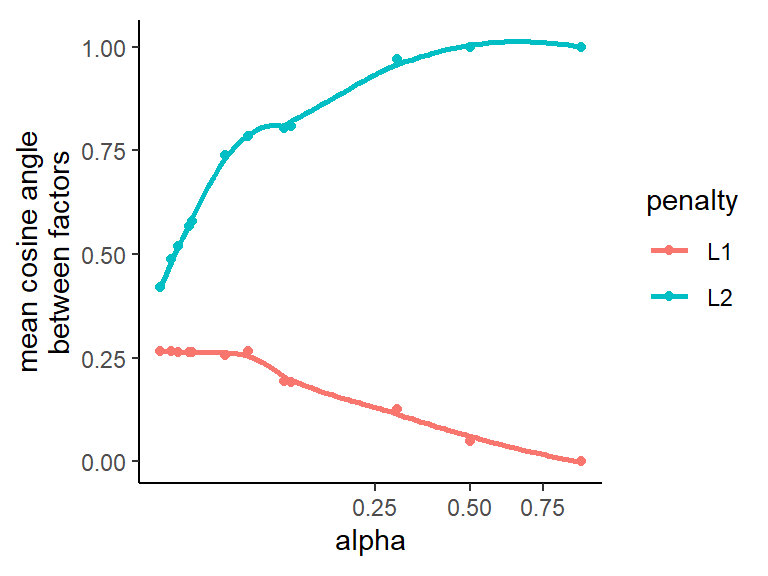 1.00
0.75
0.50
0.25
0.00
mean cosine angle
between factors
0.25 0.50 0.75
alpha
penalty
L1
L2